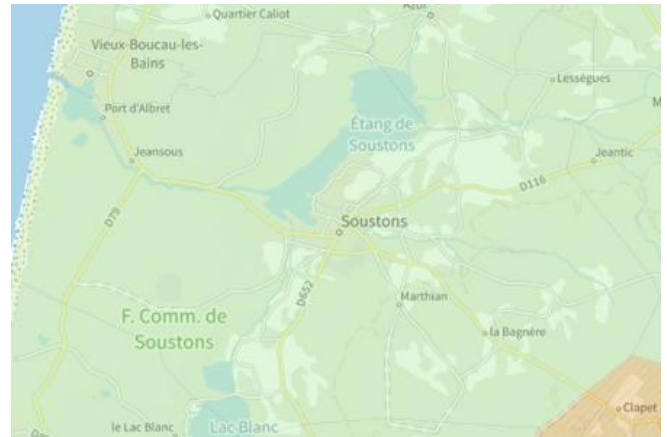 Quartier Caliot
Azur
Vieux-Boucau-les-
Bains
Lessègues
Port d'Albret
Étang de
Soustons
Jeansous
Jeantic
D116
D79
Soustons
D652
Marthian
F. Comm. de
Soustons
la Bagnère
Clapet
le Lac Blanc
Lac Blanc